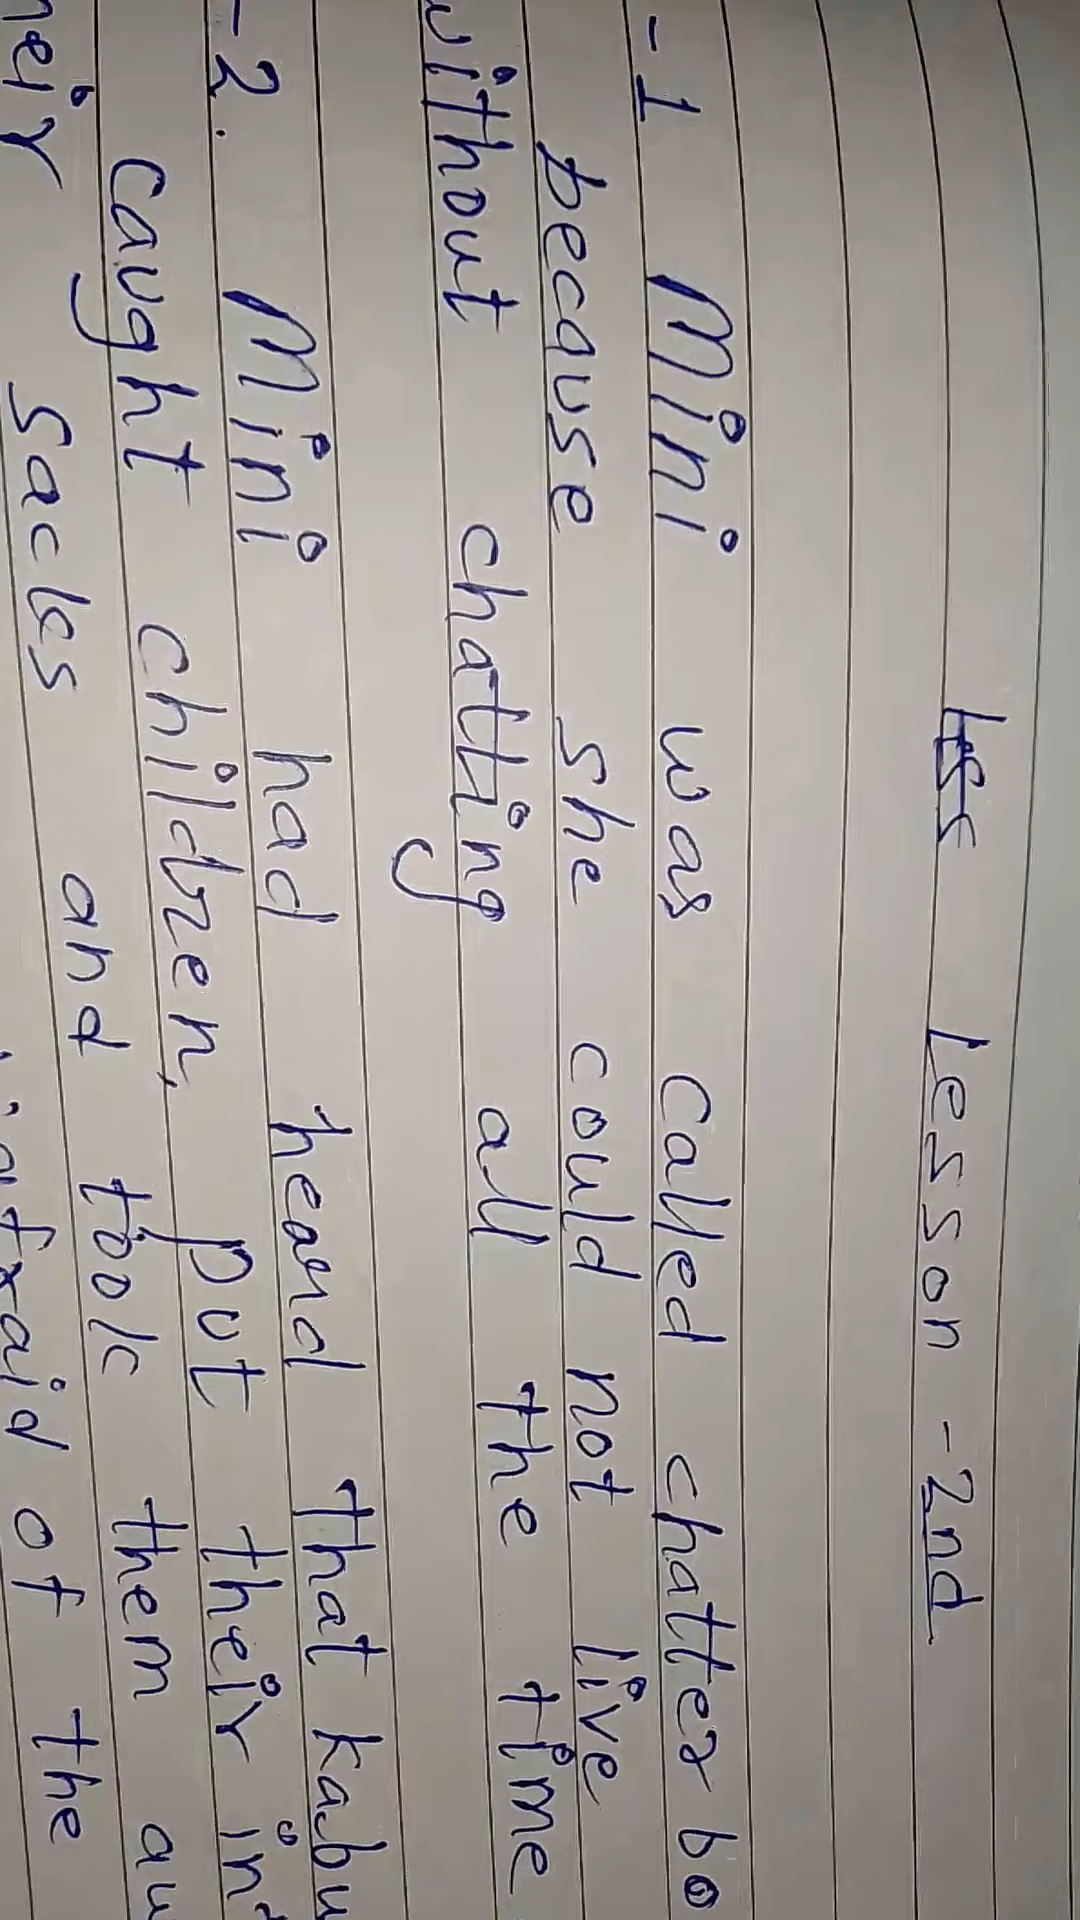 Lesson - 2nd
-1 Mini was called chatter bo
because she could not live
without chatting all the time
-2. Mini had heard that kabu
caught children, put their in
sacks and took them
afraid of the